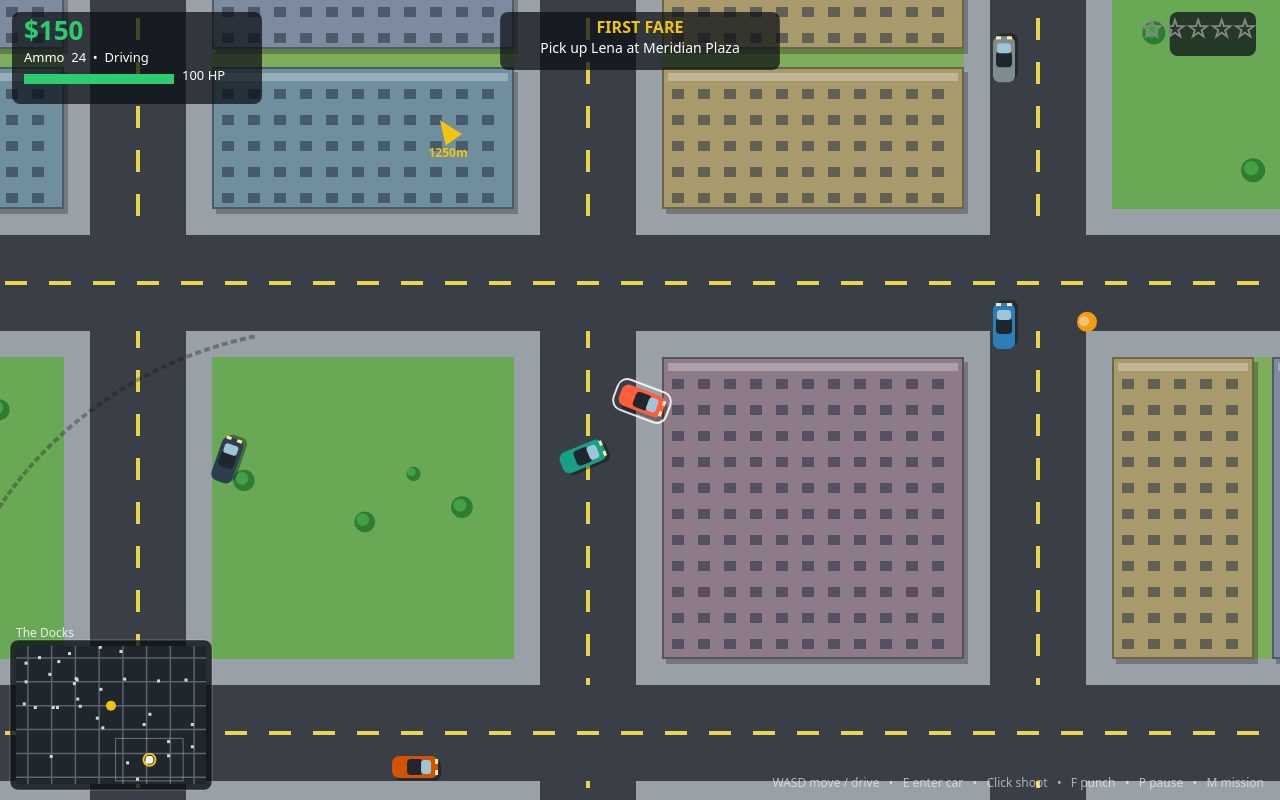 $150
Ammo 24 • Driving
100 HP
FIRST FARE
Pick up Lena at Meridian Plaza
1250m
The Docks
WASD move / drive • E enter car • Click shoot • F punch • P pause • M mission